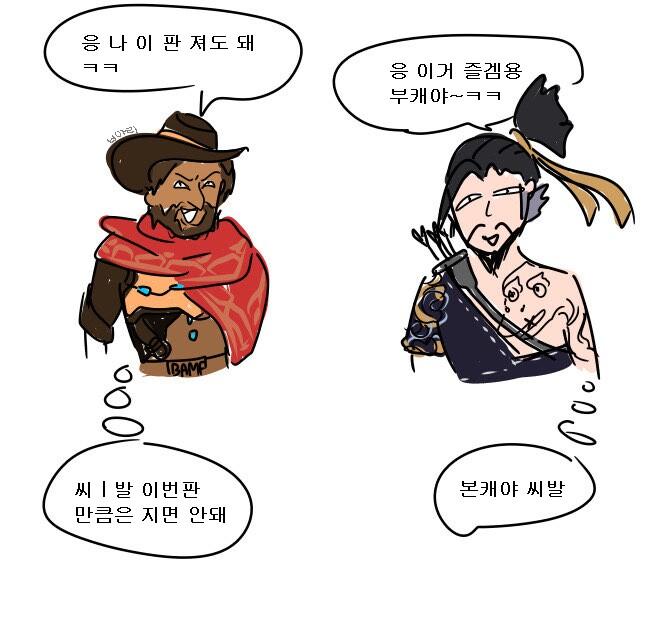 응 나 이 판 져도 돼
ㅋㅋ
응 이거 즐겜용
부캐야~ㅋㅋ
BAMF
씨ㅣ발 이번판
만큼은 지면 안돼
본캐야 씨발